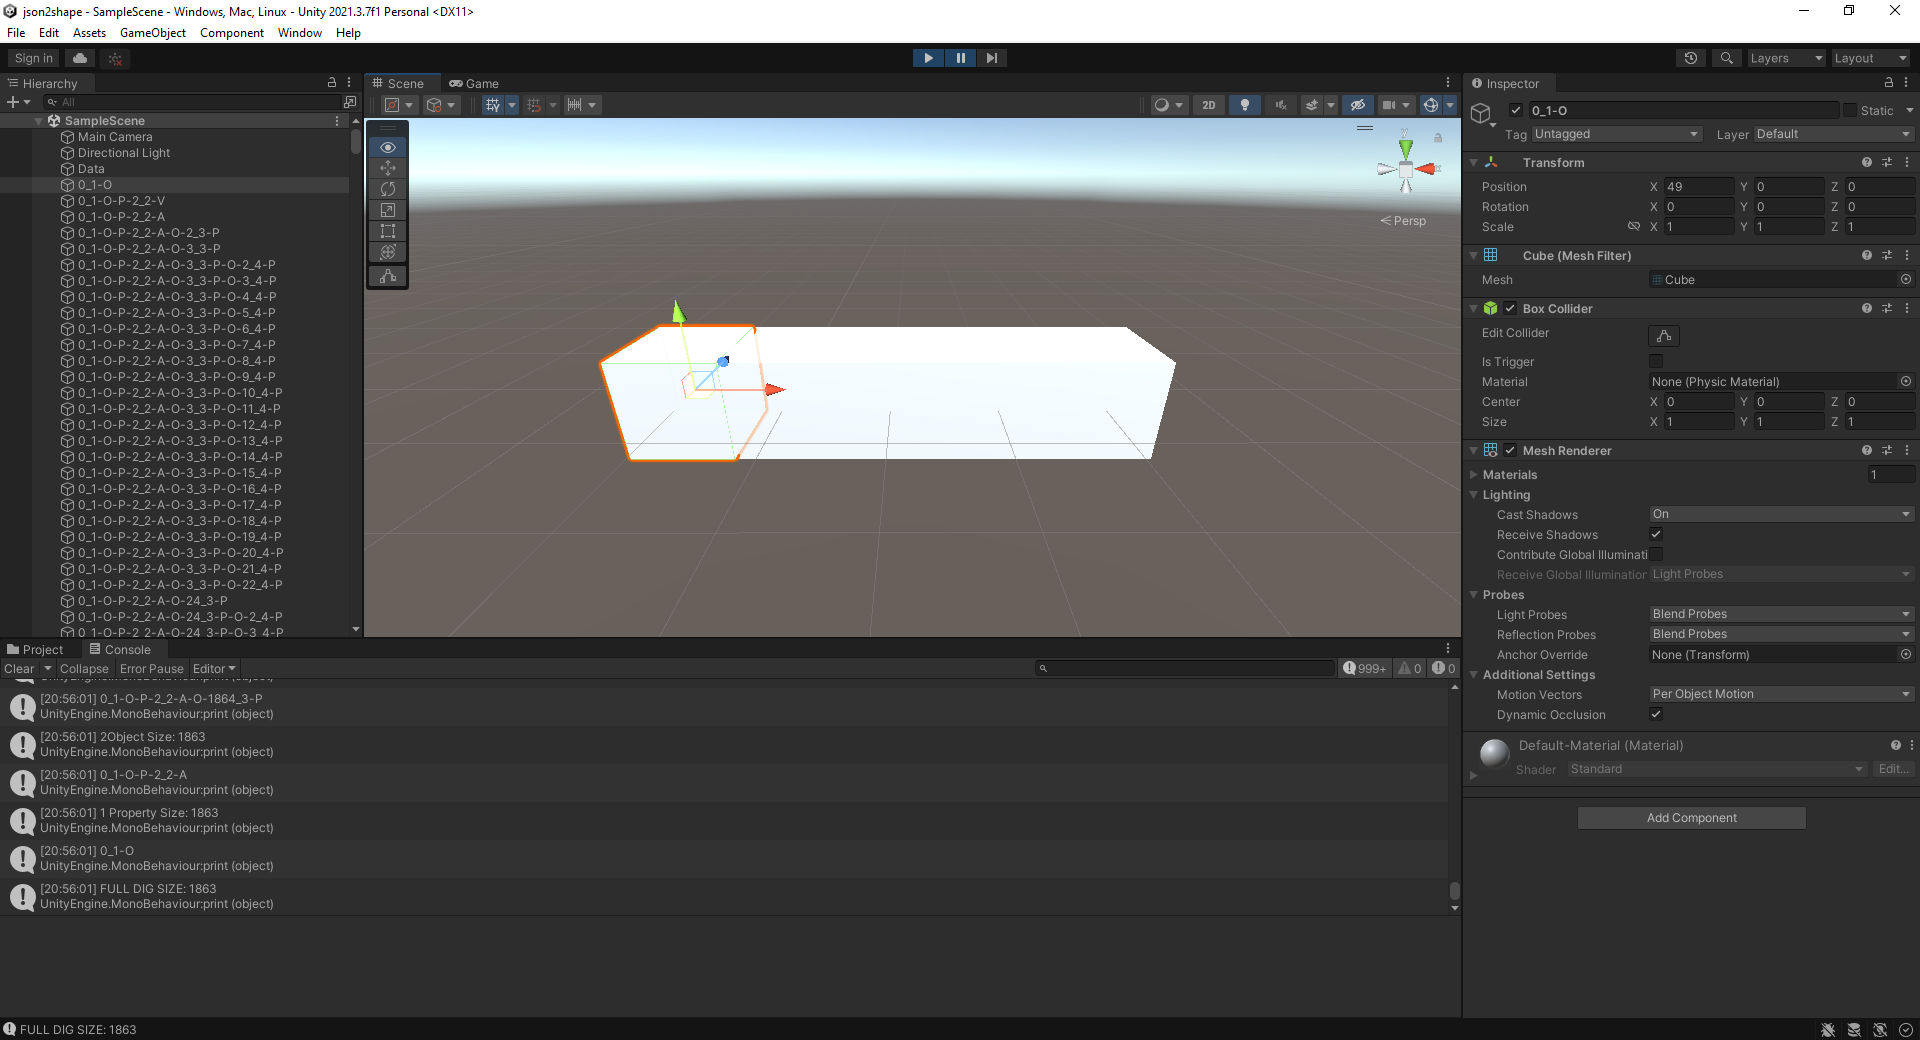 json2shape - SampleScene - Windows, Mac, Linux - Unity 2021.3.7f1 Personal <DX11>
File Edit Assets GameObject Component Window Help
Sign in
Layers Layout
Hierarchy
All
SampleScene
Main Camera
Directional Light
Data
0_1-O
0_1-O-P-2_2-V
0_1-O-P-2_2-A
0_1-O-P-2_2-A-O-2_3-P
0_1-O-P-2_2-A-O-3_3-P
0_1-O-P-2_2-A-O-3_3-P-O-2_4-P
0_1-O-P-2_2-A-O-3_3-P-O-3_4-P
0_1-O-P-2_2-A-O-3_3-P-O-4_4-P
0_1-O-P-2_2-A-O-3_3-P-O-5_4-P
0_1-O-P-2_2-A-O-3_3-P-O-6_4-P
0_1-O-P-2_2-A-O-3_3-P-O-7_4-P
0_1-O-P-2_2-A-O-3_3-P-O-8_4-P
0_1-O-P-2_2-A-O-3_3-P-O-9_4-P
0_1-O-P-2_2-A-O-3_3-P-O-10_4-P
0_1-O-P-2_2-A-O-3_3-P-O-11_4-P
0_1-O-P-2_2-A-O-3_3-P-O-12_4-P
0_1-O-P-2_2-A-O-3_3-P-O-13_4-P
0_1-O-P-2_2-A-O-3_3-P-O-14_4-P
0_1-O-P-2_2-A-O-3_3-P-O-15_4-P
0_1-O-P-2_2-A-O-3_3-P-O-16_4-P
0_1-O-P-2_2-A-O-3_3-P-O-17_4-P
0_1-O-P-2_2-A-O-3_3-P-O-18_4-P
0_1-O-P-2_2-A-O-3_3-P-O-19_4-P
0_1-O-P-2_2-A-O-3_3-P-O-20_4-P
0_1-O-P-2_2-A-O-3_3-P-O-21_4-P
0_1-O-P-2_2-A-O-3_3-P-O-22_4-P
0_1-O-P-2_2-A-O-24_3-P
0_1-O-P-2_2-A-O-24_3-P-O-2_4-P
0_1-O-P-2_2-A-O-24_3-P-O-3_4-P
Scene Game
2D
y
Persp
Project Console
Clear Collapse Error Pause Editor
999+ 0 0
UnityEngine.MonoBehaviour:print (object)
[20:56:01] 0_1-O-P-2_2-A-O-1864_3-P
UnityEngine.MonoBehaviour:print (object)
[20:56:01] 2Object Size: 1863
UnityEngine.MonoBehaviour:print (object)
[20:56:01] 0_1-O-P-2_2-A
UnityEngine.MonoBehaviour:print (object)
[20:56:01] 1 Property Size: 1863
UnityEngine.MonoBehaviour:print (object)
[20:56:01] 0_1-O
UnityEngine.MonoBehaviour:print (object)
[20:56:01] FULL DIG SIZE: 1863
UnityEngine.MonoBehaviour:print (object)
FULL DIG SIZE: 1863
Inspector
0_1-O Static
Tag Untagged Layer Default
Transform
Position X 49 Y 0 Z 0
Rotation X 0 Y 0 Z 0
Scale X 1 Y 1 Z 1
Cube (Mesh Filter)
Mesh Cube
Box Collider
Edit Collider
Is Trigger
Material None (Physic Material)
Center X 0 Y 0 Z 0
Size X 1 Y 1 Z 1
Mesh Renderer
Materials 1
Lighting
Cast Shadows On
Receive Shadows
Contribute Global Illuminati
Receive Global Illumination Light Probes
Probes
Light Probes Blend Probes
Reflection Probes Blend Probes
Anchor Override None (Transform)
Additional Settings
Motion Vectors Per Object Motion
Dynamic Occlusion
Default-Material (Material)
Shader Standard Edit...
Add Component